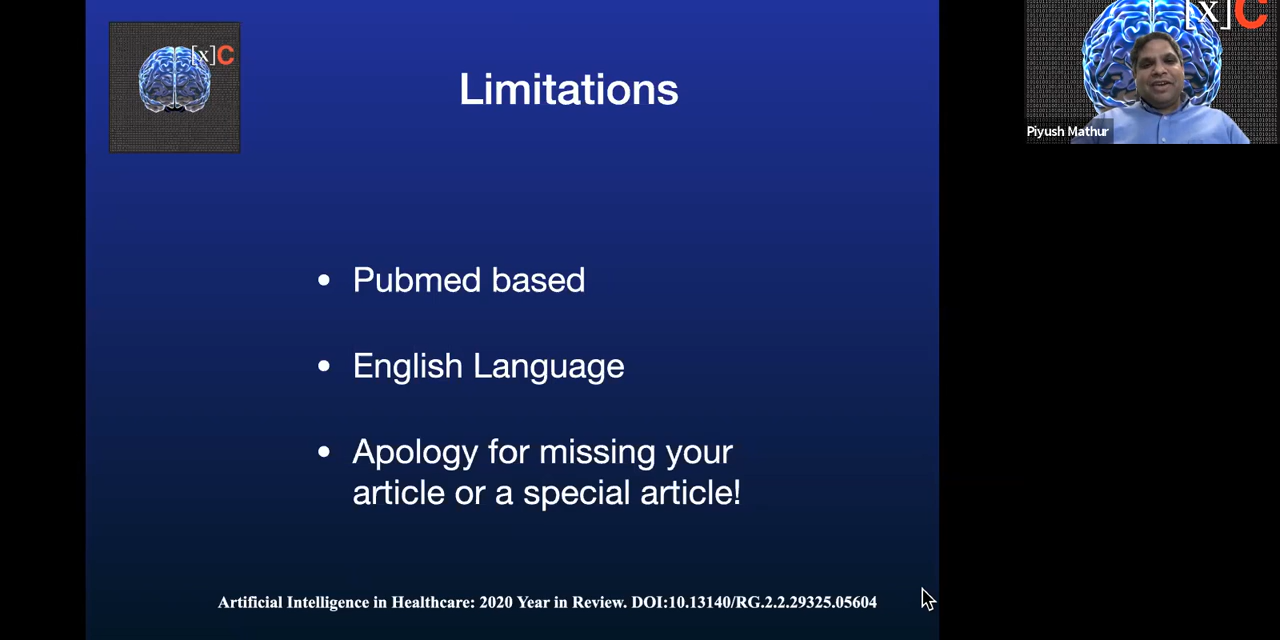 [x]C
Limitations
[x]C
Piyush Mathur
• Pubmed based
• English Language
• Apology for missing your
article or a special article!
Artificial Intelligence in Healthcare: 2020 Year in Review. DOI:10.13140/RG.2.2.29325.05604